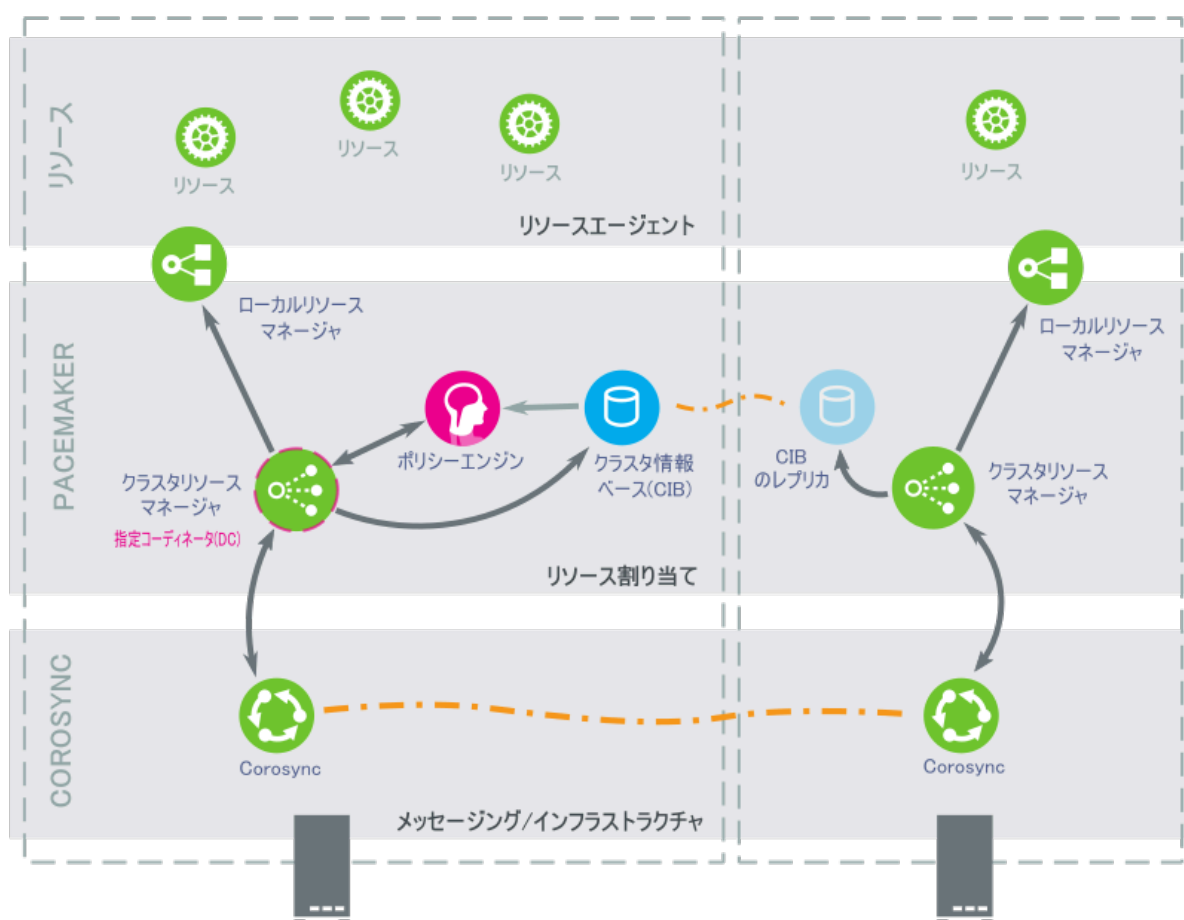 リソース
リソース
リソース
リソース
リソース
リソースエージェント
ローカルリソース
マネージャ
ローカルリソース
マネージャ
PACEMAKER
ポリシーエンジン
クラスタ情報
ベース(CIB)
CIB
のレプリカ
クラスタリソース
マネージャ
指定コーディネータ(DC)
クラスタリソース
マネージャ
リソース割り当て
COROSYNC
Corosync
Corosync
メッセージング/インフラストラクチャ